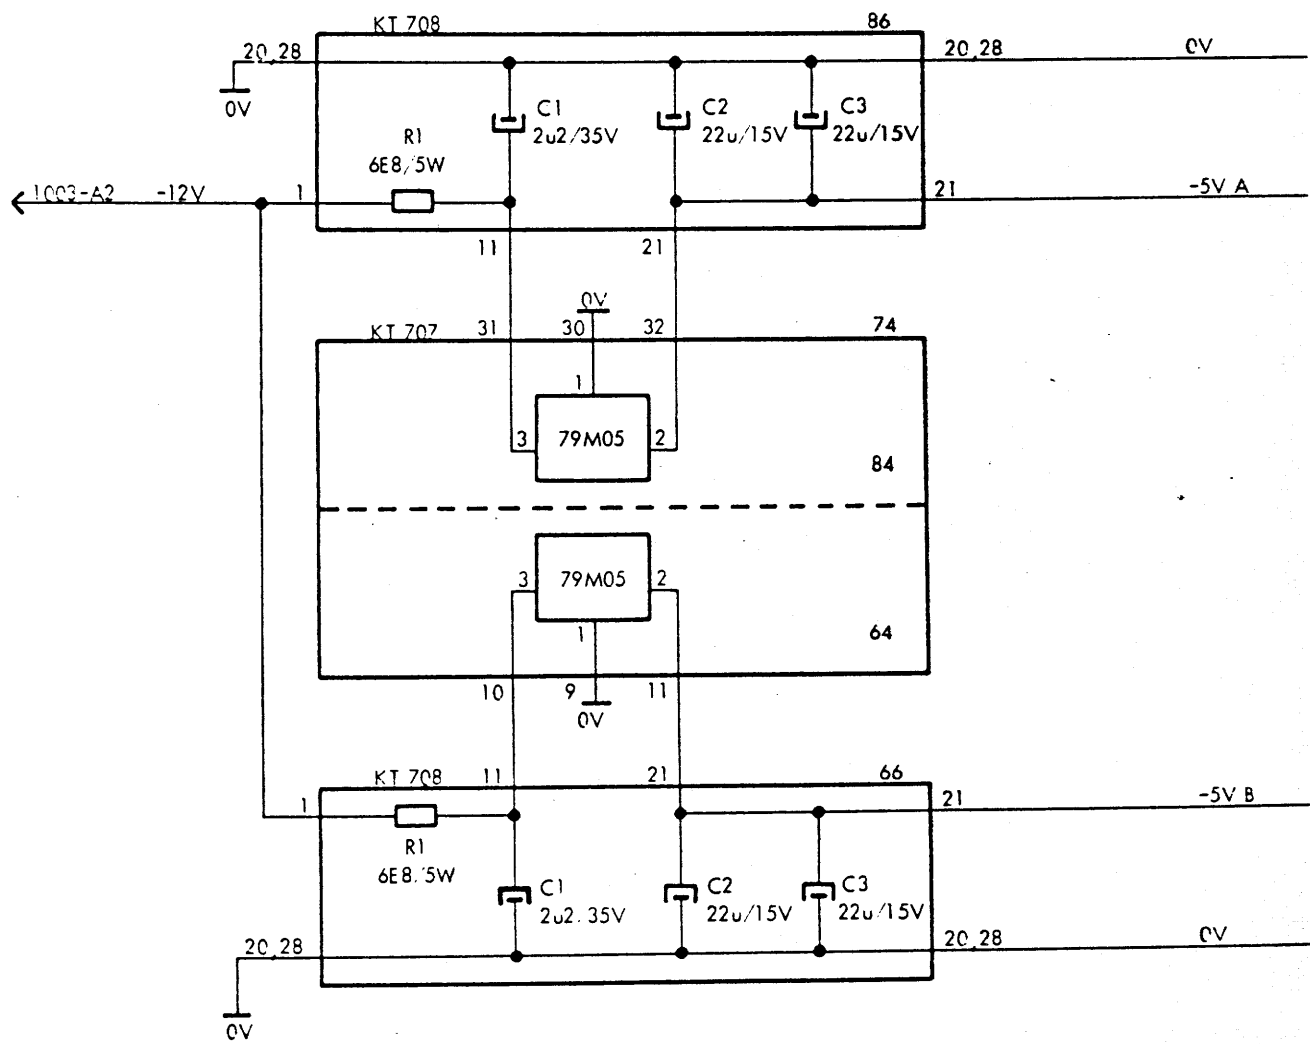 KT 708 86
20,28 20,28 0V
0V
C1 C2 C3
2u2/35V 22u/15V 22u/15V
R1
6E8/5W
1003-A2 -12V 1 21 -5V A
11 21
0V
KT 707 31 30 32 74
1
3 79M05 2
84
3 79M05 2
1 64
10 9 11
0V
KT 708 11 21 66
1 21 -5V B
R1
6E8/5W
C1 C2 C3
2u2/35V 22u/15V 22u/15V
20,28 20,28 0V
0V